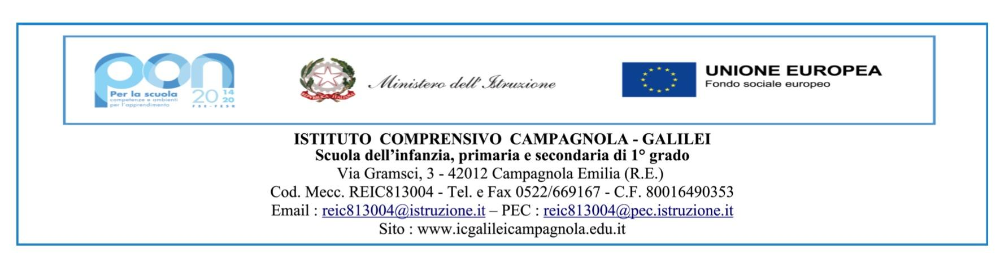 pon
Per la scuola
competenze e ambienti
per l'apprendimento
20 14
20
FSE-FESR
REPVBBLICA ITALIANA
Ministero dell'Istruzione
UNIONE EUROPEA
Fondo sociale europeo
ISTITUTO COMPRENSIVO CAMPAGNOLA - GALILEI
Scuola dell'infanzia, primaria e secondaria di 1° grado
Via Gramsci, 3 - 42012 Campagnola Emilia (R.E.)
Cod. Mecc. REIC813004 - Tel. e Fax 0522/669167 - C.F. 80016490353
Email : reic813004@istruzione.it – PEC : reic813004@pec.istruzione.it
Sito : www.icgalileicampagnola.edu.it